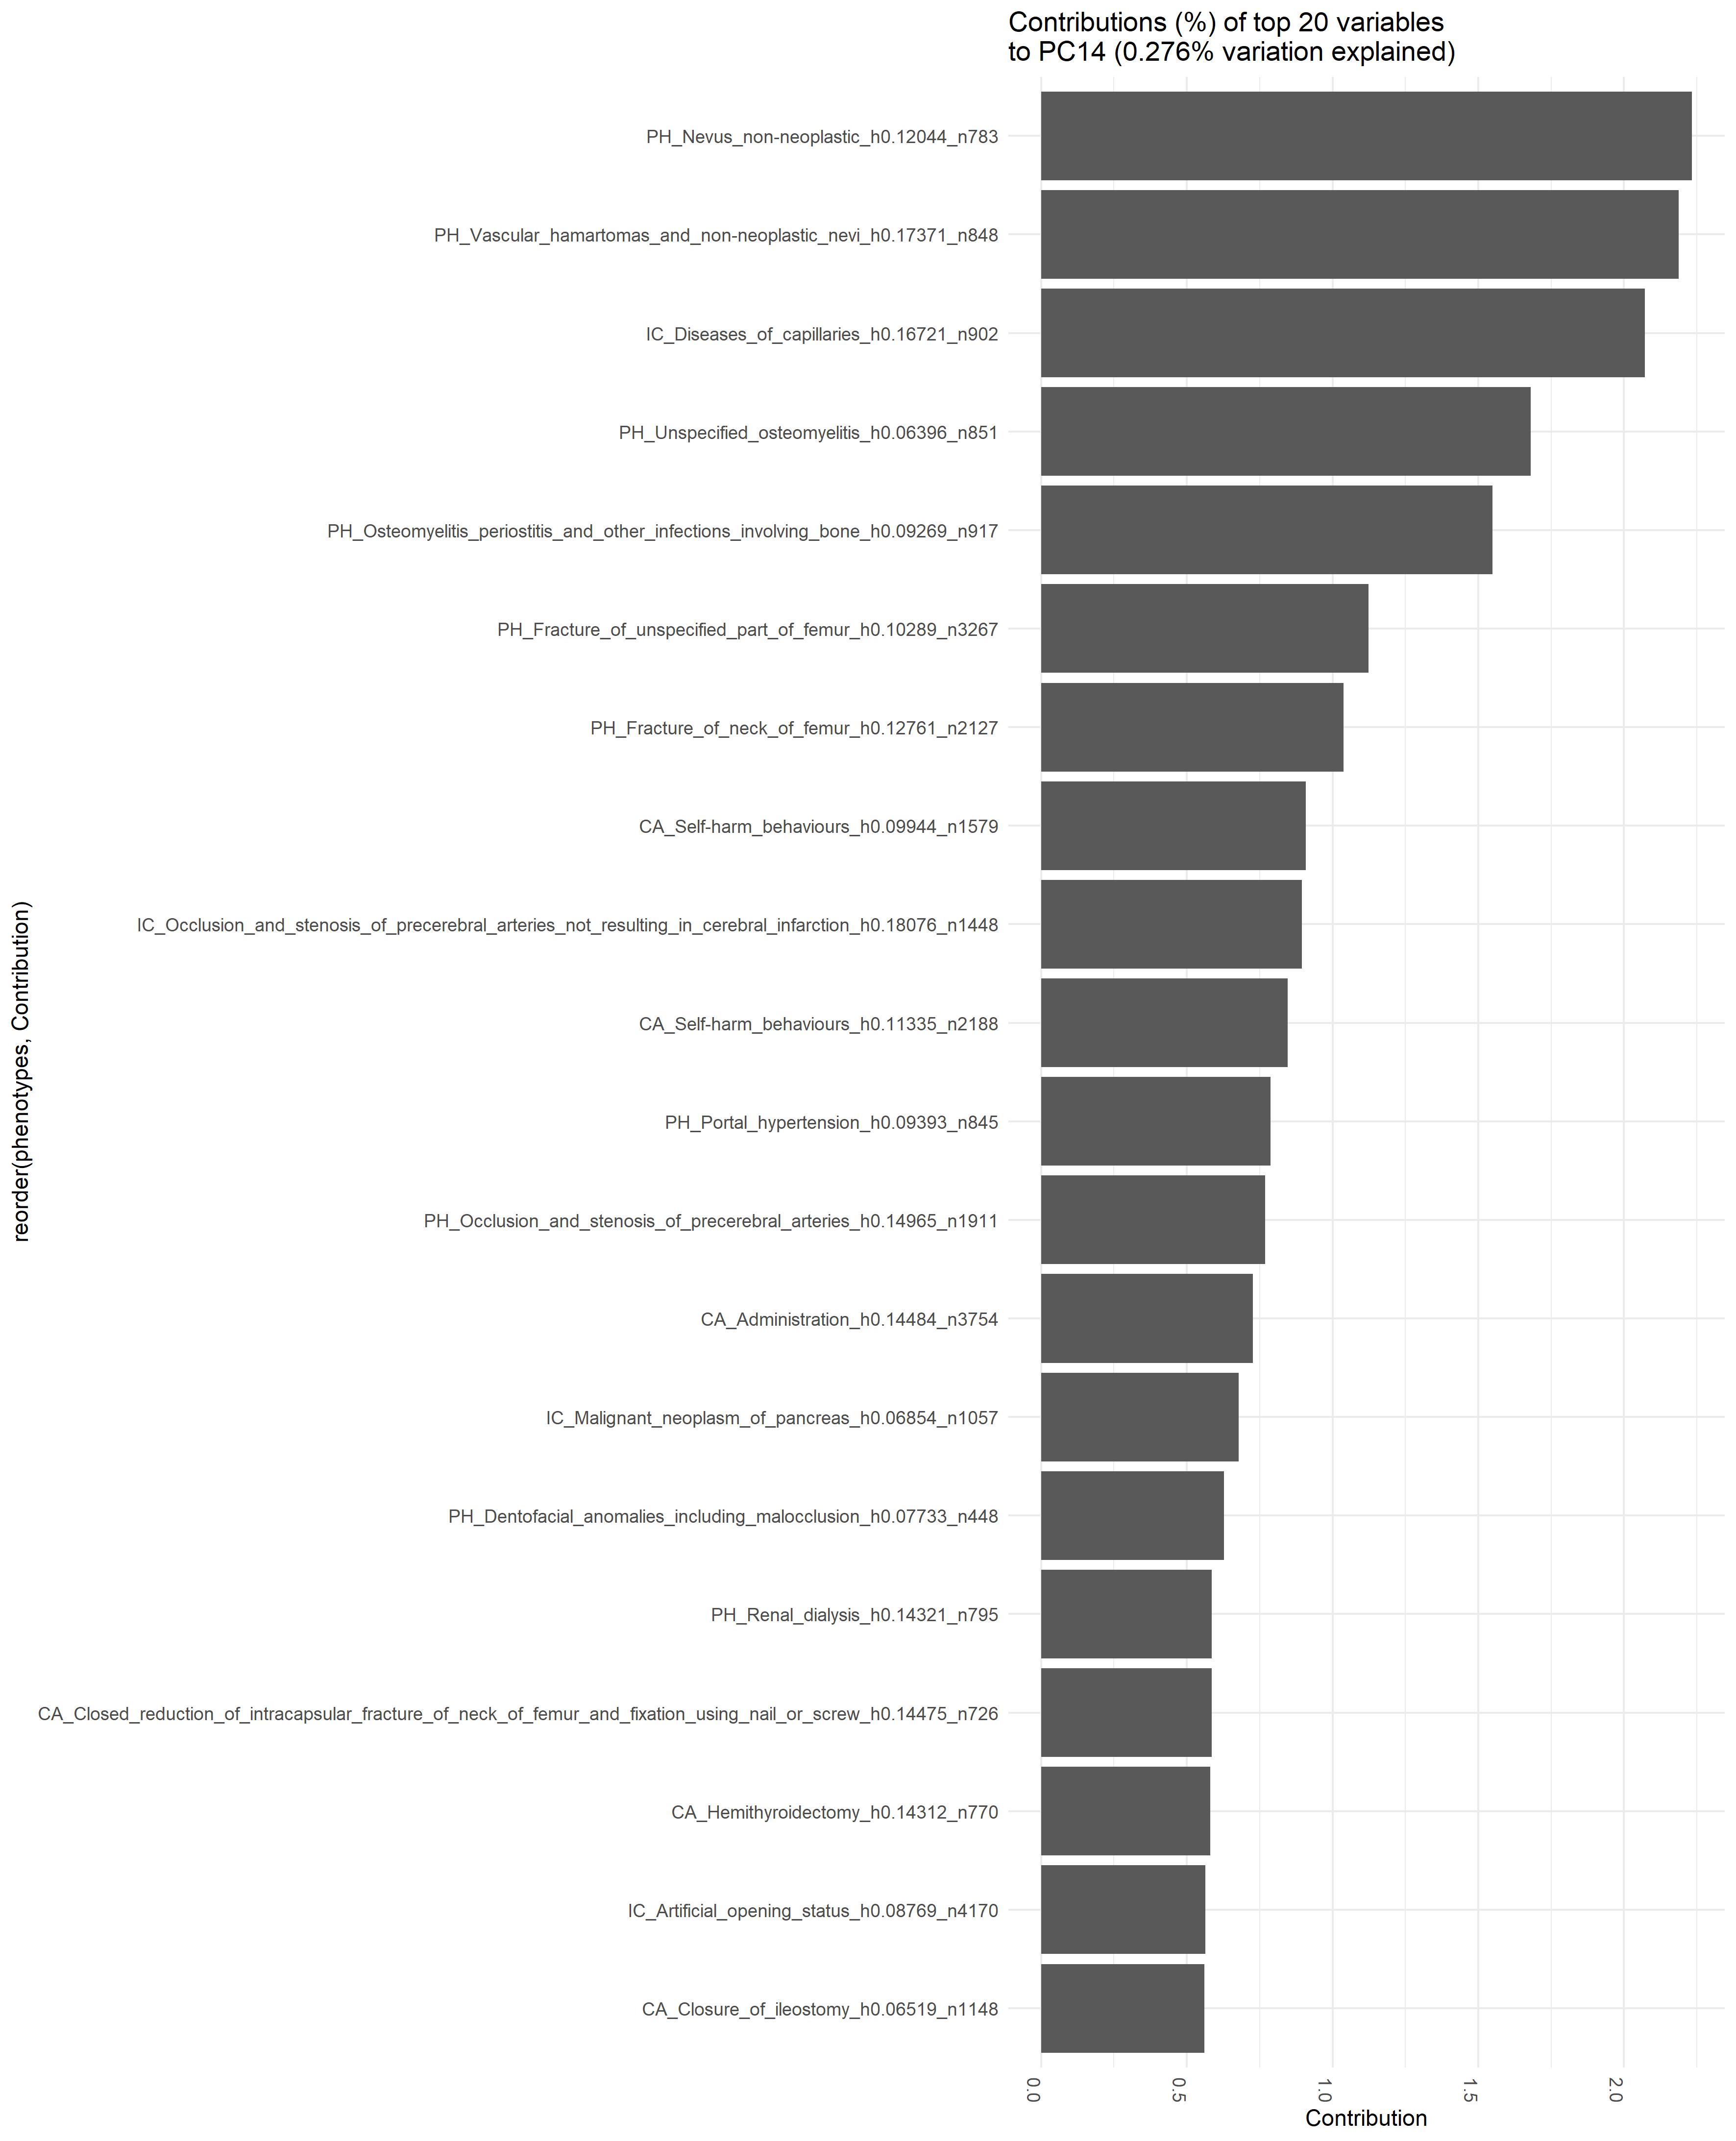 Contributions (%) of top 20 variables
to PC14 (0.276% variation explained)
PH_Nevus_non-neoplastic_h0.12044_n783
PH_Vascular_hamartomas_and_non-neoplastic_nevi_h0.17371_n848
IC_Diseases_of_capillaries_h0.16721_n902
PH_Unspecified_osteomyelitis_h0.06396_n851
PH_Osteomyelitis_periostitis_and_other_infections_involving_bone_h0.09269_n917
PH_Fracture_of_unspecified_part_of_femur_h0.10289_n3267
PH_Fracture_of_neck_of_femur_h0.12761_n2127
CA_Self-harm_behaviours_h0.09944_n1579
IC_Occlusion_and_stenosis_of_precerebral_arteries_not_resulting_in_cerebral_infarction_h0.18076_n1448
CA_Self-harm_behaviours_h0.11335_n2188
PH_Portal_hypertension_h0.09393_n845
PH_Occlusion_and_stenosis_of_precerebral_arteries_h0.14965_n1911
CA_Administration_h0.14484_n3754
IC_Malignant_neoplasm_of_pancreas_h0.06854_n1057
PH_Dentofacial_anomalies_including_malocclusion_h0.07733_n448
PH_Renal_dialysis_h0.14321_n795
CA_Closed_reduction_of_intracapsular_fracture_of_neck_of_femur_and_fixation_using_nail_or_screw_h0.14475_n726
CA_Hemithyroidectomy_h0.14312_n770
IC_Artificial_opening_status_h0.08769_n4170
CA_Closure_of_ileostomy_h0.06519_n1148
reorder(phenotypes, Contribution)
0.0
0.5
1.0
1.5
2.0
Contribution